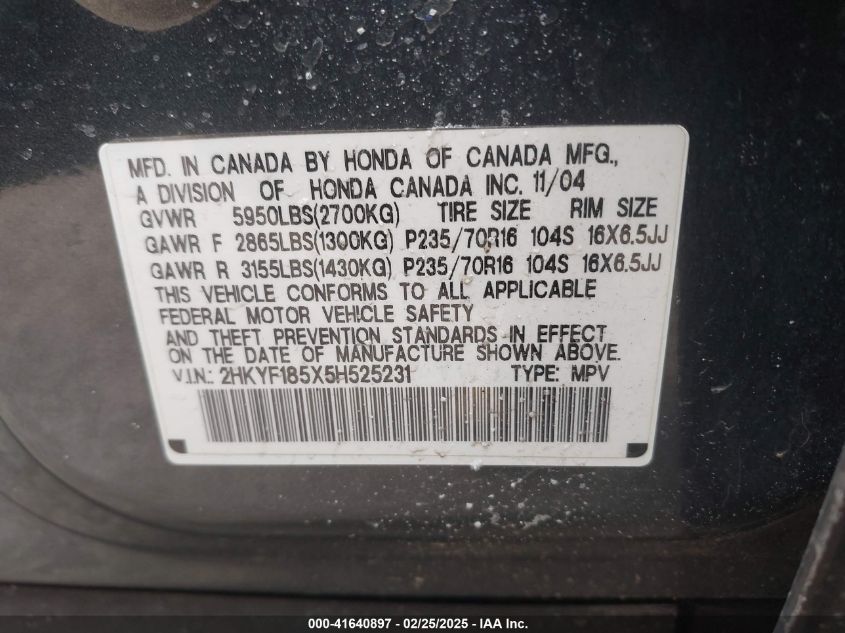 MFD. IN CANADA BY HONDA OF CANADA MFG.,
A DIVISION OF HONDA CANADA INC. 11/04
GVWR 5950LBS(2700KG) TIRE SIZE RIM SIZE
GAWR F 2865LBS(1300KG) P235/70R16 104S 16X6.5JJ
GAWR R 3155LBS(1430KG) P235/70R16 104S 16X6.5JJ
THIS VEHICLE CONFORMS TO ALL APPLICABLE
FEDERAL MOTOR VEHICLE SAFETY
AND THEFT PREVENTION STANDARDS IN EFFECT
ON THE DATE OF MANUFACTURE SHOWN ABOVE.
V.I.N.: 2HKYF185X5H525231 TYPE: MPV
000-41640897 - 02/25/2025 - IAA Inc.